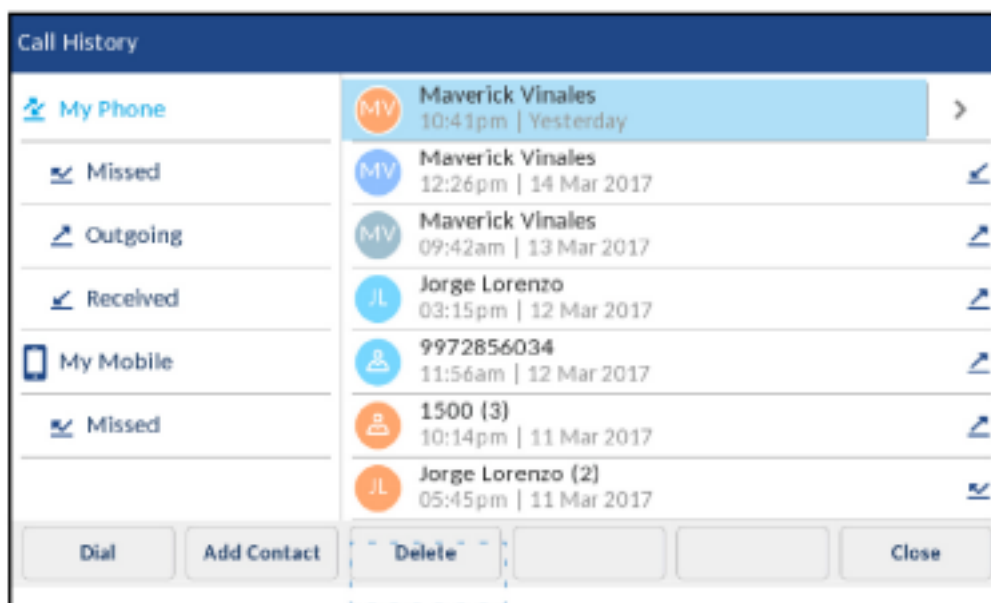 Call History
My Phone
Missed
Outgoing
Received
My Mobile
Missed
MV
Maverick Vinales
10:41pm | Yesterday
MV
Maverick Vinales
12:26pm | 14 Mar 2017
MV
Maverick Vinales
09:42am | 13 Mar 2017
JL
Jorge Lorenzo
03:15pm | 12 Mar 2017
9972856034
11:56am | 12 Mar 2017
1500 (3)
10:14pm | 11 Mar 2017
JL
Jorge Lorenzo (2)
05:45pm | 11 Mar 2017
Dial Add Contact Delete Close